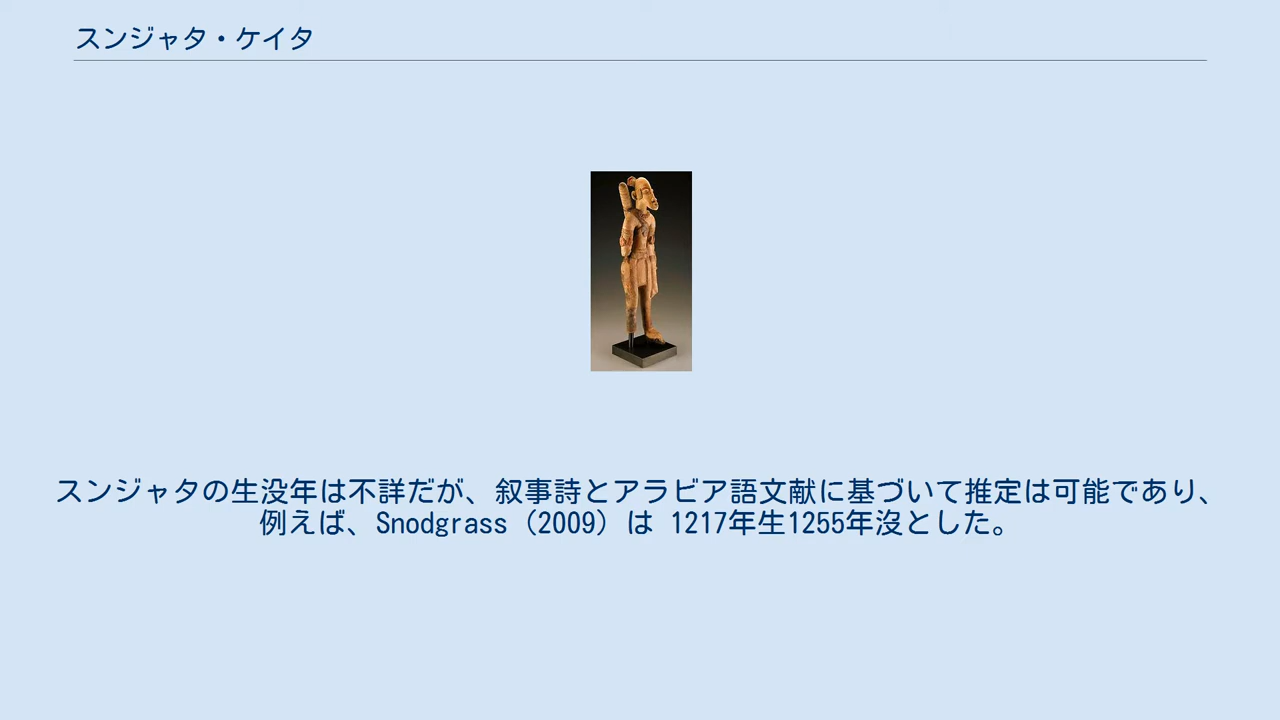 スンジャタ・ケイタ
スンジャタの生没年は不詳だが、叙事詩とアラビア語文献に基づいて推定は可能であり、
例えば、Snodgrass（2009）は 1217年生1255年沒とした。